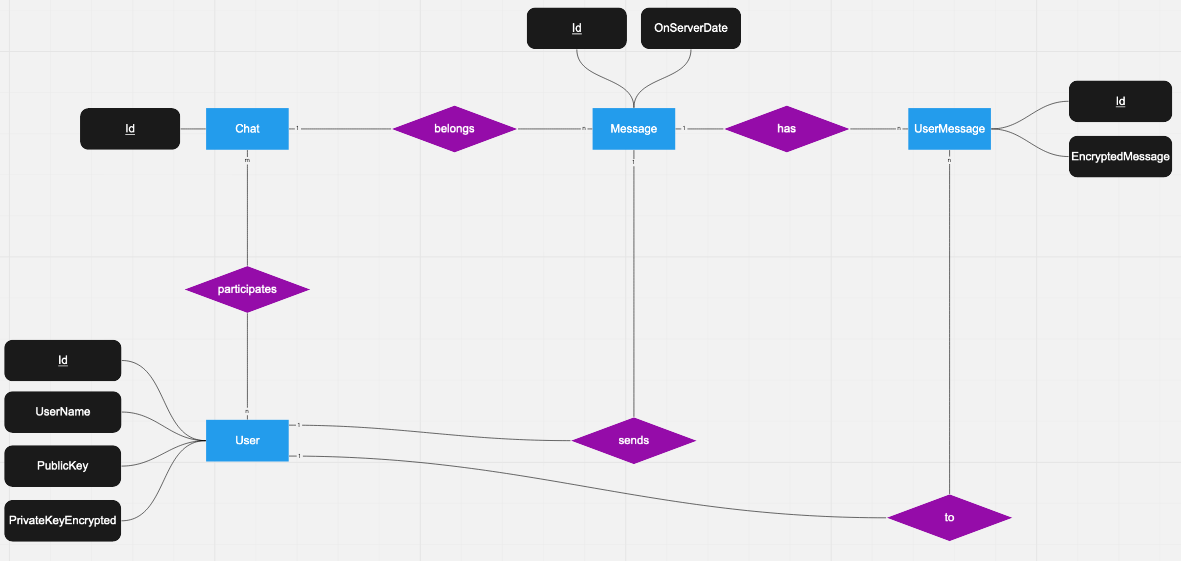 Id
OnServerDate
Id
Chat
1
belongs
n
Message
1
has
n
UserMessage
Id
EncryptedMessage
m
1
n
participates
Id
UserName
PublicKey
PrivateKeyEncrypted
n
User
1
1
sends
to